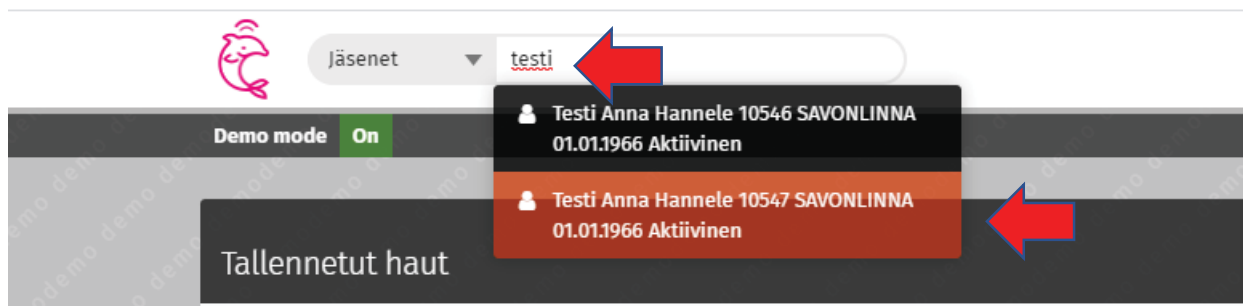 Jäsenet testi
Testi Anna Hannele 10546 SAVONLINNA
01.01.1966 Aktiivinen
Demo mode On
Testi Anna Hannele 10547 SAVONLINNA
01.01.1966 Aktiivinen
Tallennetut haut